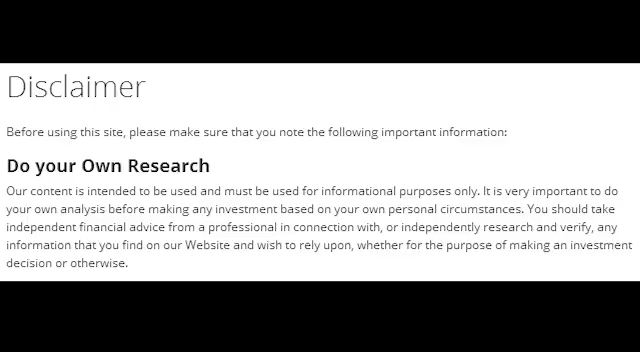 Disclaimer
Before using this site, please make sure that you note the following important information:
Do your Own Research
Our content is intended to be used and must be used for informational purposes only. It is very important to do
your own analysis before making any investment based on your own personal circumstances. You should take
independent financial advice from a professional in connection with, or independently research and verify, any
information that you find on our Website and wish to rely upon, whether for the purpose of making an investment
decision or otherwise.